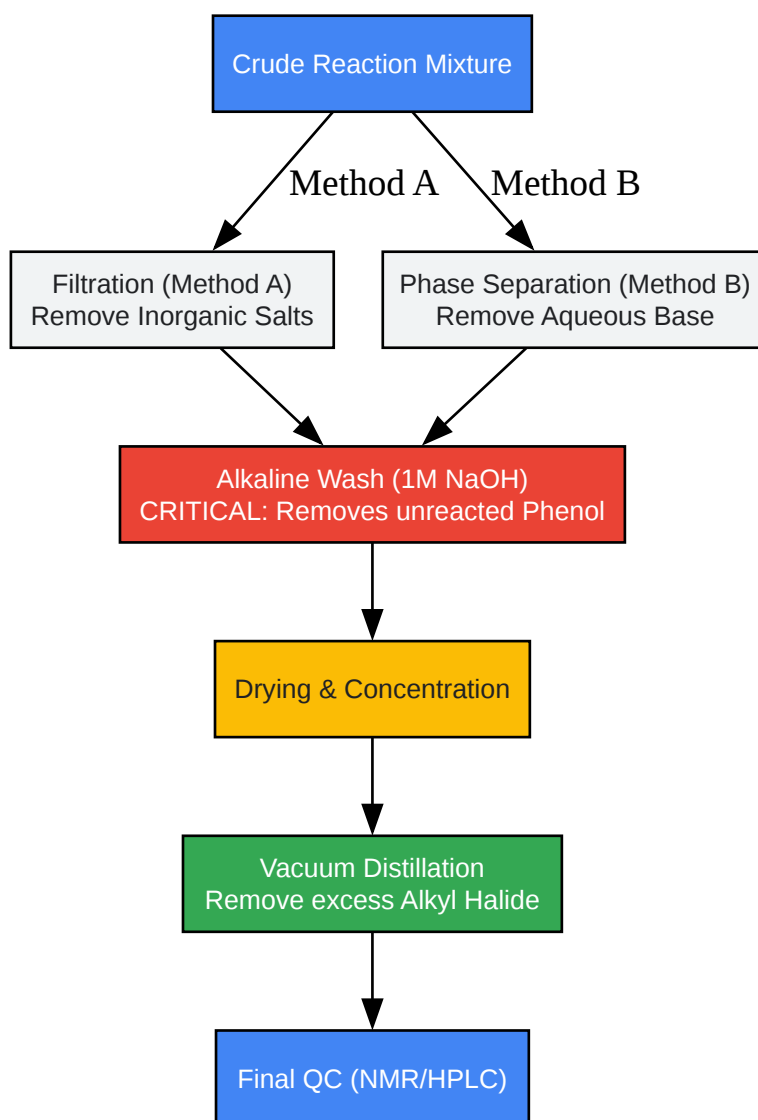 Crude Reaction Mixture
Method A
Method B
Filtration (Method A)
Remove Inorganic Salts
Phase Separation (Method B)
Remove Aqueous Base
Alkaline Wash (1M NaOH)
CRITICAL: Removes unreacted Phenol
Drying & Concentration
Vacuum Distillation
Remove excess Alkyl Halide
Final QC (NMR/HPLC)